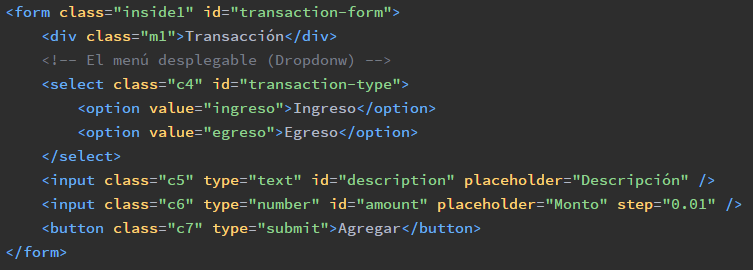 <form class="inside1" id="transaction-form">
<div class="m1">Transacción</div>
<!-- El menú desplegable (Dropdonw) -->
<select class="c4" id="transaction-type">
<option value="ingreso">Ingreso</option>
<option value="egreso">Egreso</option>
</select>
<input class="c5" type="text" id="description" placeholder="Descripción" />
<input class="c6" type="number" id="amount" placeholder="Monto" step="0.01" />
<button class="c7" type="submit">Agregar</button>
</form>